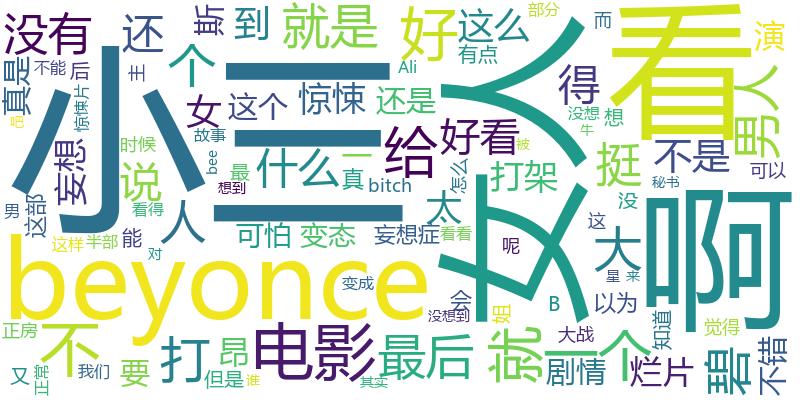 小三
女人
看
啊
beyonce
电影
没有
还
斯
到
就是
好
这么
有点
部分
而
演
个
真是
不能
后
主
女
这个
惊悚
还是
Ali
得
男人
没想
想
牛
惊悚片
妄想
时候
说
故事
bee
最
什么
一
真
给
好看
bitch
怎么
被
打架
挺
不是
秘书
可以
想到
男
这部
看得
人
能
可怕
变态
妄想症
太
看看
呢
这
没
大
星
来
这样
半部
对
变成
没想到
会
姐
B
以为
知道
正房
不
打
昂
最后
就
一个
大战
剧情
烂片
碧
觉得
不错
又
正常
我们
要
但是
谁
其实